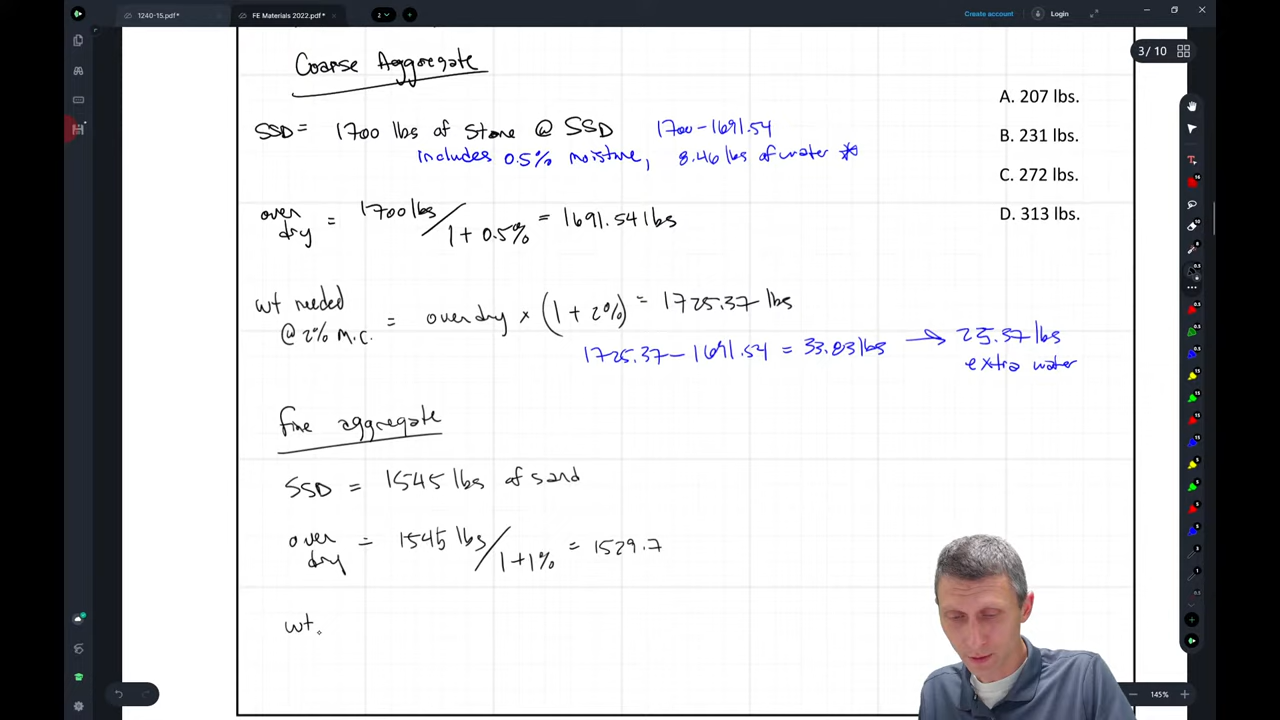 1240-15.pdf*
FE Materials 2022.pdf*
2
Create account
Login
3 / 10
Coarse Aggregate
SSD = 1700 lbs of stone @ SSD
1700 - 1691.54
includes 0.5% moisture, 8.46 lbs of water *
A. 207 lbs.
B. 231 lbs.
C. 272 lbs.
D. 313 lbs.
oven dry = 1700 lbs / 1 + 0.5% = 1691.54 lbs
wt needed @ 2% M.C. = oven dry × (1 + 2%) = 1725.37 lbs
1725.37 - 1691.54 = 33.83 lbs → 25.37 lbs
extra water
fine aggregate
SSD = 1545 lbs of sand
oven dry = 1545 lbs / 1 + 1% = 1529.7
wt.
145%